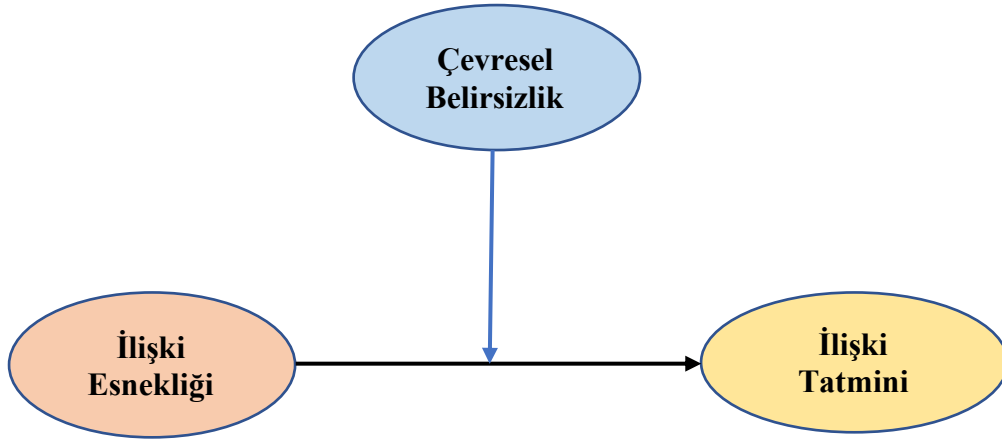 Çevresel
Belirsizlik
İlişki
Esnekliği
İlişki
Tatmini